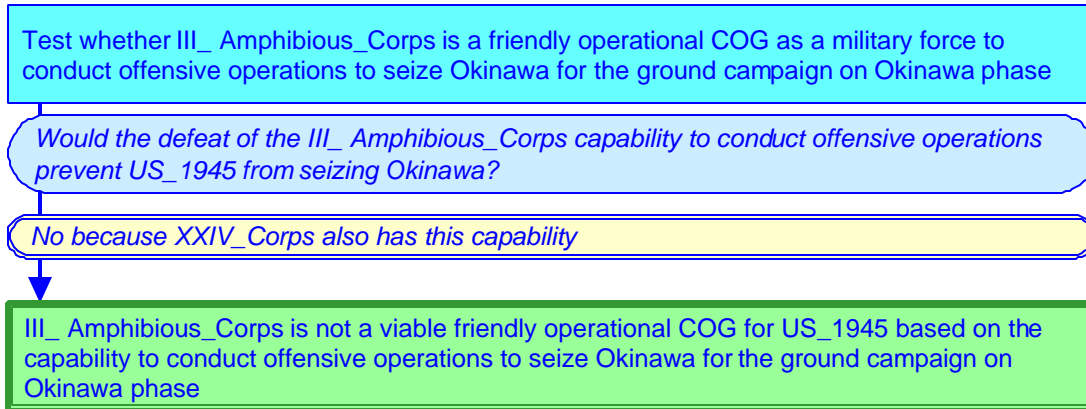 Test whether III_ Amphibious_Corps is a friendly operational COG as a military force to
conduct offensive operations to seize Okinawa for the ground campaign on Okinawa phase
Would the defeat of the III_ Amphibious_Corps capability to conduct offensive operations
prevent US_1945 from seizing Okinawa?
No because XXIV_Corps also has this capability
III_ Amphibious_Corps is not a viable friendly operational COG for US_1945 based on the
capability to conduct offensive operations to seize Okinawa for the ground campaign on
Okinawa phase